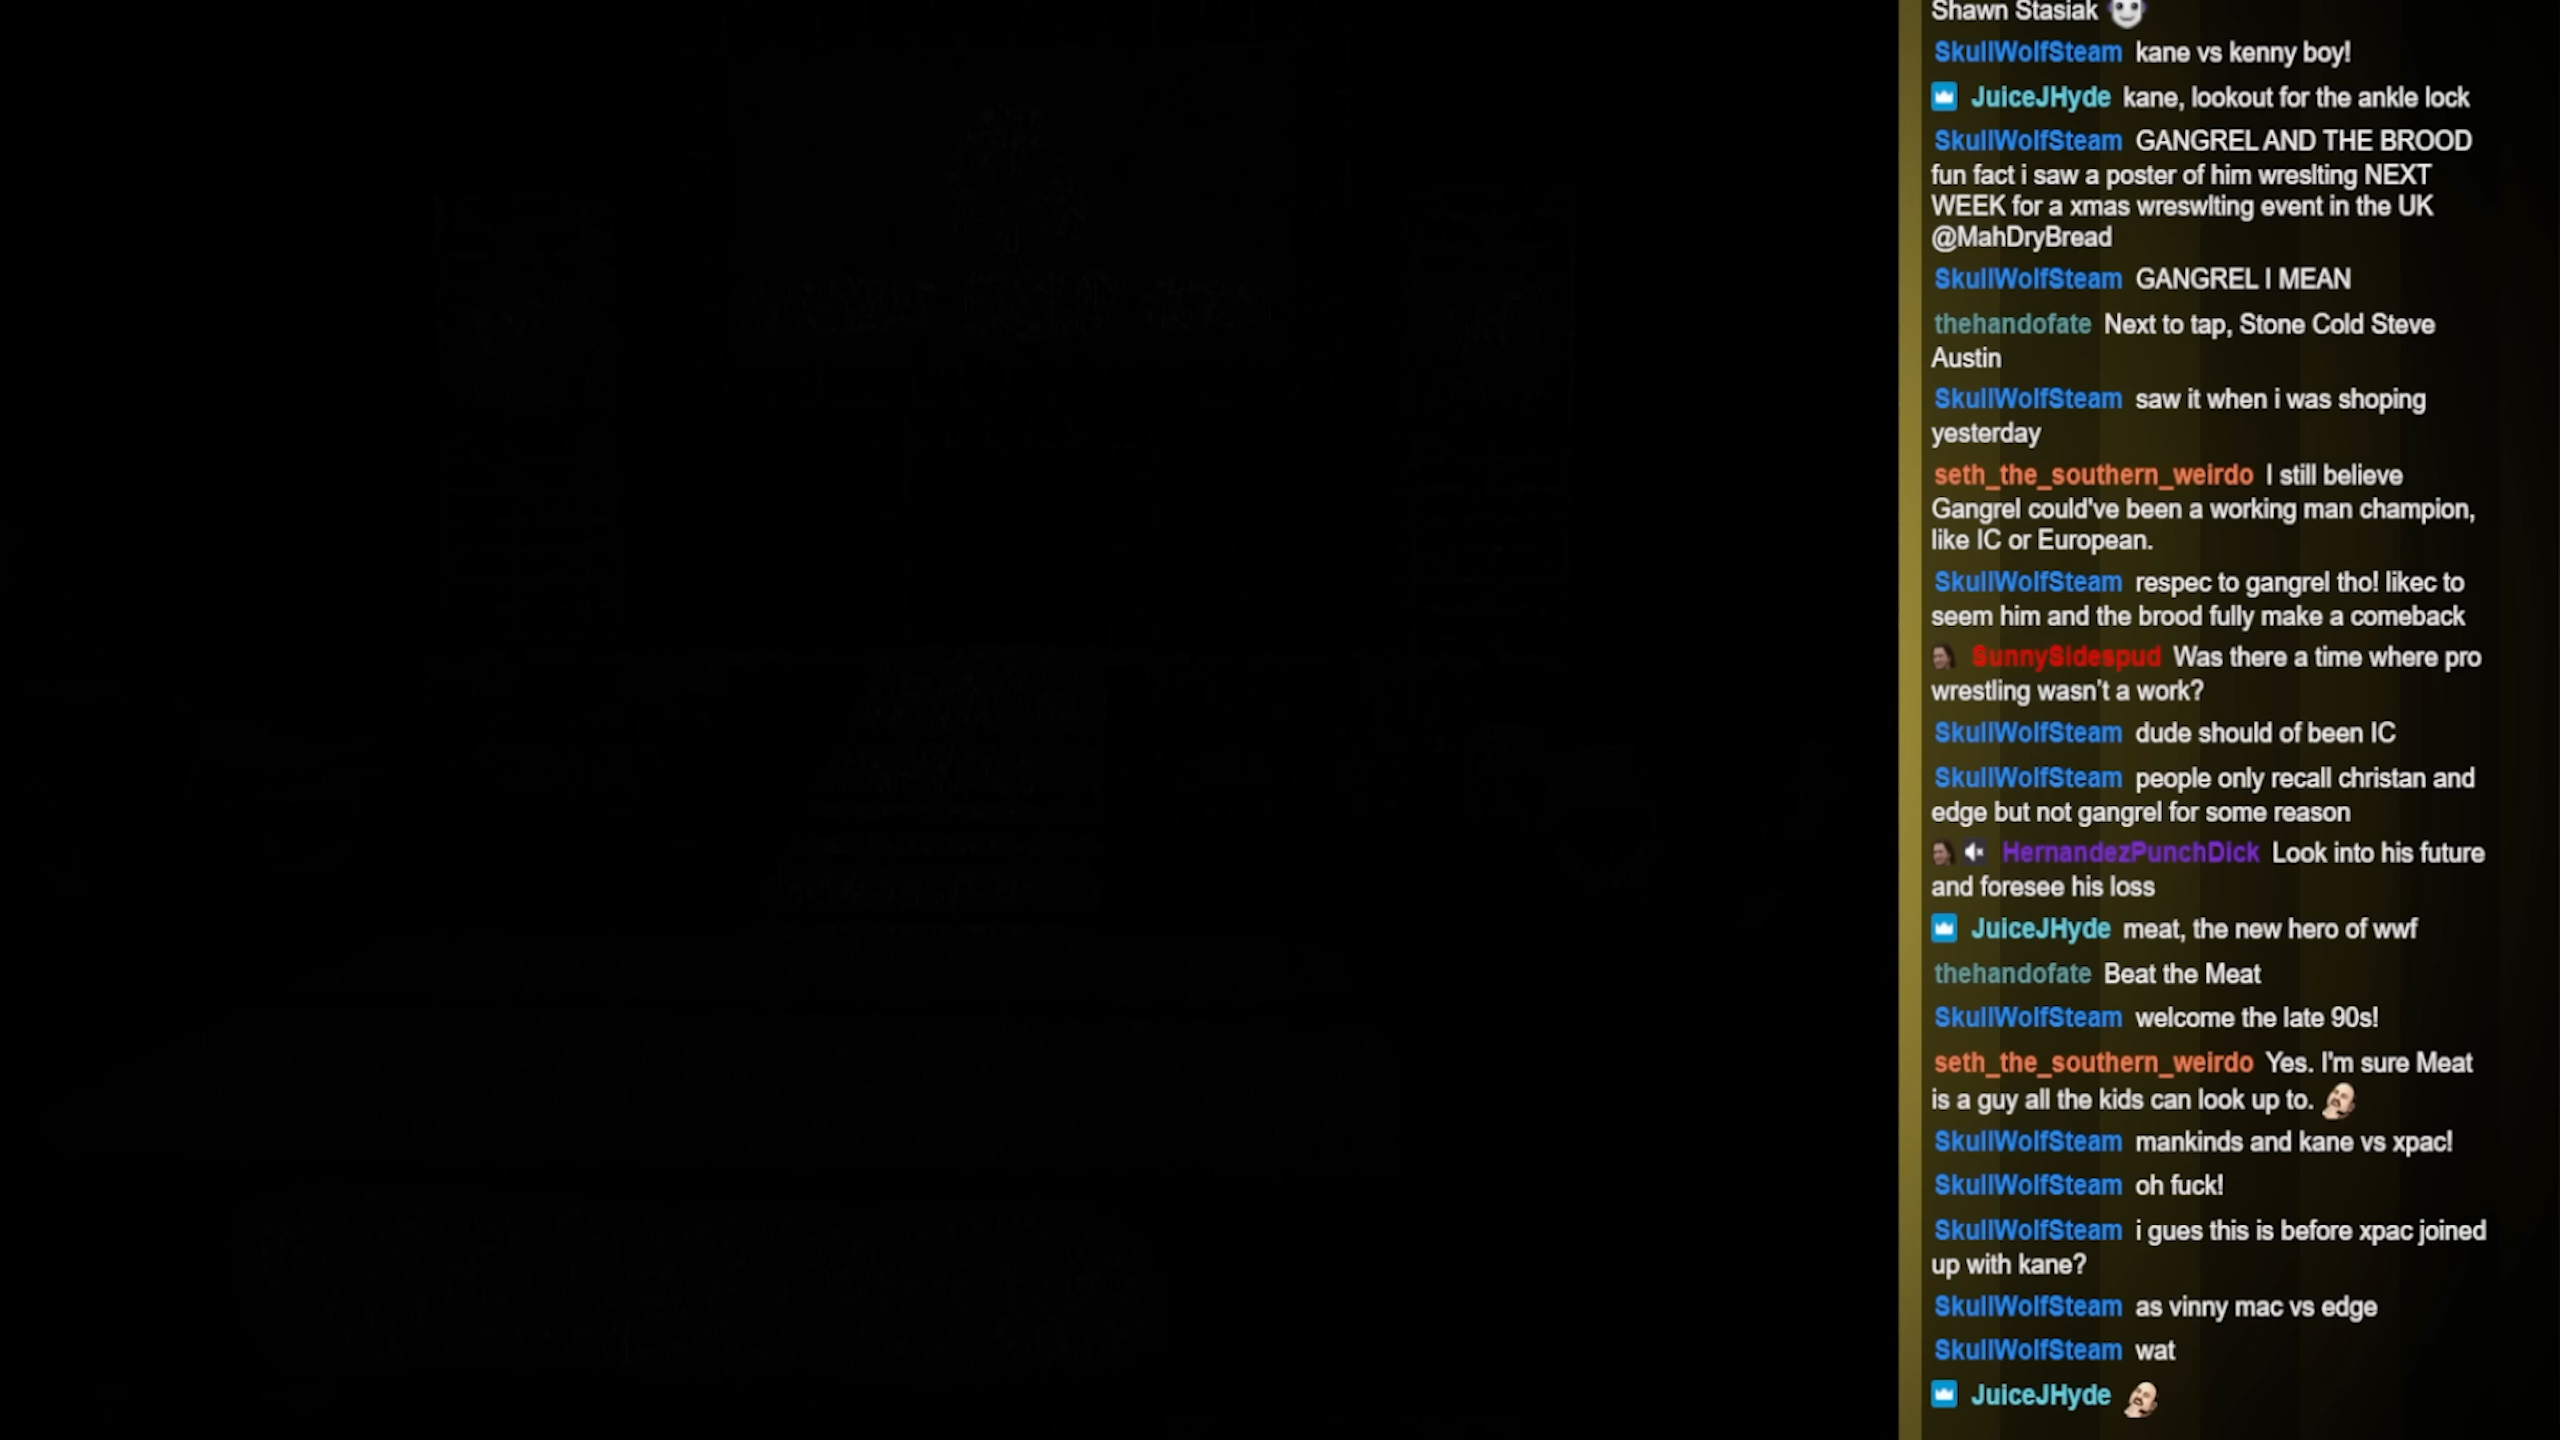 Shawn Stasiak
SkullWolfSteam kane vs kenny boy!
JuiceJHyde kane, lookout for the ankle lock
SkullWolfSteam GANGREL AND THE BROOD
fun fact i saw a poster of him wreslting NEXT
WEEK for a xmas wreswlting event in the UK
@MahDryBread
SkullWolfSteam GANGREL I MEAN
thehandofate Next to tap, Stone Cold Steve
Austin
SkullWolfSteam saw it when i was shoping
yesterday
seth_the_southern_weirdo I still believe
Gangrel could've been a working man champion,
like IC or European.
SkullWolfSteam respec to gangrel tho! likec to
seem him and the brood fully make a comeback
SunnySidespud Was there a time where pro
wrestling wasn't a work?
SkullWolfSteam dude should of been IC
SkullWolfSteam people only recall christan and
edge but not gangrel for some reason
HernandezPunchDick Look into his future
and foresee his loss
JuiceJHyde meat, the new hero of wwf
thehandofate Beat the Meat
SkullWolfSteam welcome the late 90s!
seth_the_southern_weirdo Yes. I'm sure Meat
is a guy all the kids can look up to.
SkullWolfSteam mankinds and kane vs xpac!
SkullWolfSteam oh fuck!
SkullWolfSteam i gues this is before xpac joined
up with kane?
SkullWolfSteam as vinny mac vs edge
SkullWolfSteam wat
JuiceJHyde